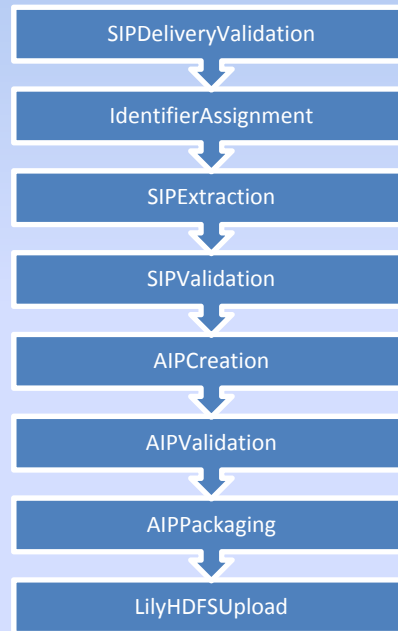 SIPDeliveryValidation
IdentifierAssignment
SIPExtraction
SIPValidation
AIPCreation
AIPValidation
AIPPackaging
LilyHDFSUpload